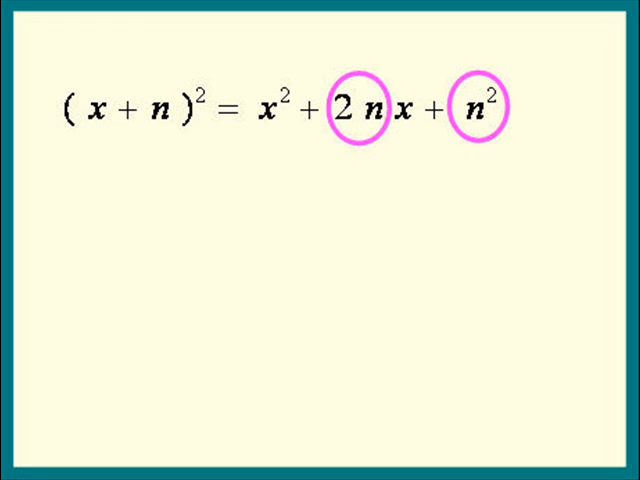 ( x + n )² = x² + 2 n x + n²